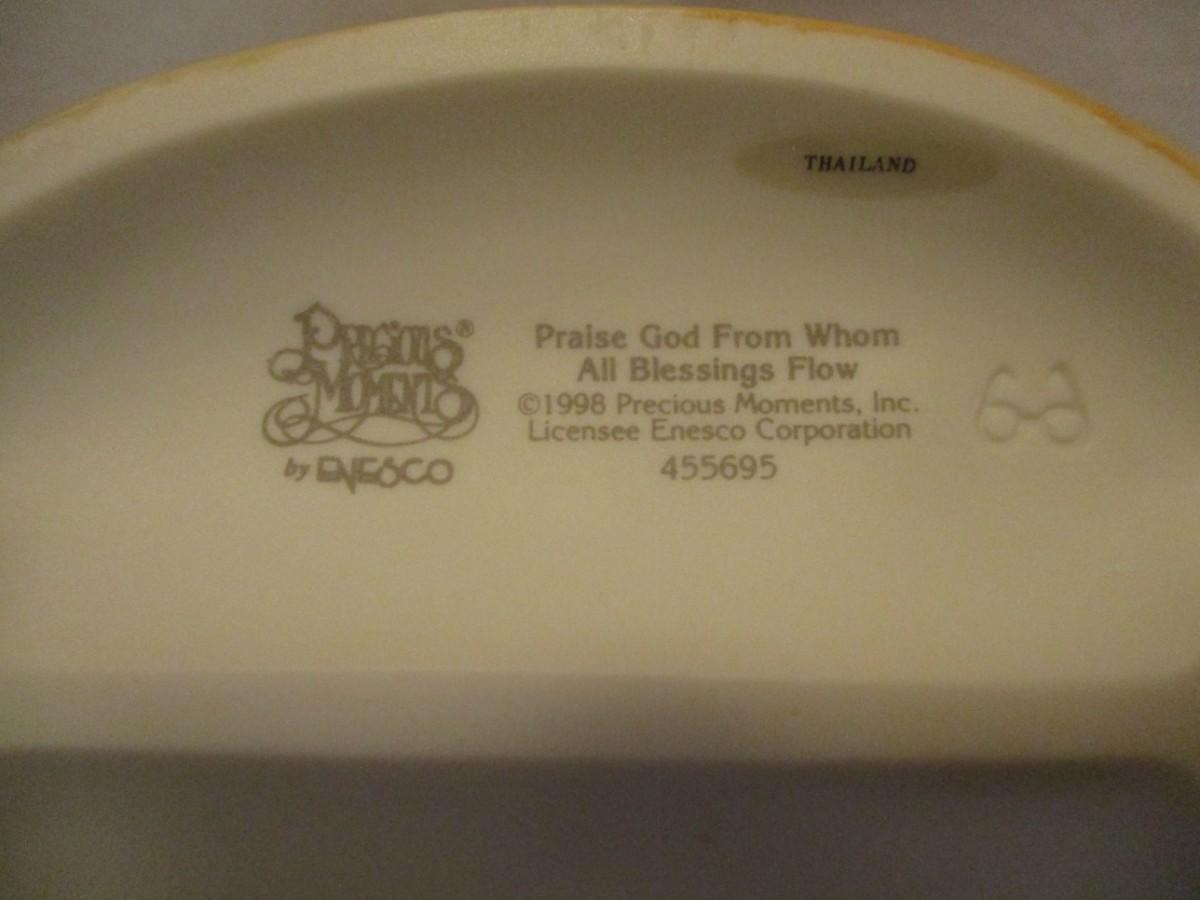 THAILAND
Precious®
Moments
by ENESCO
Praise God From Whom
All Blessings Flow
©1998 Precious Moments, Inc.
Licensee Enesco Corporation
455695